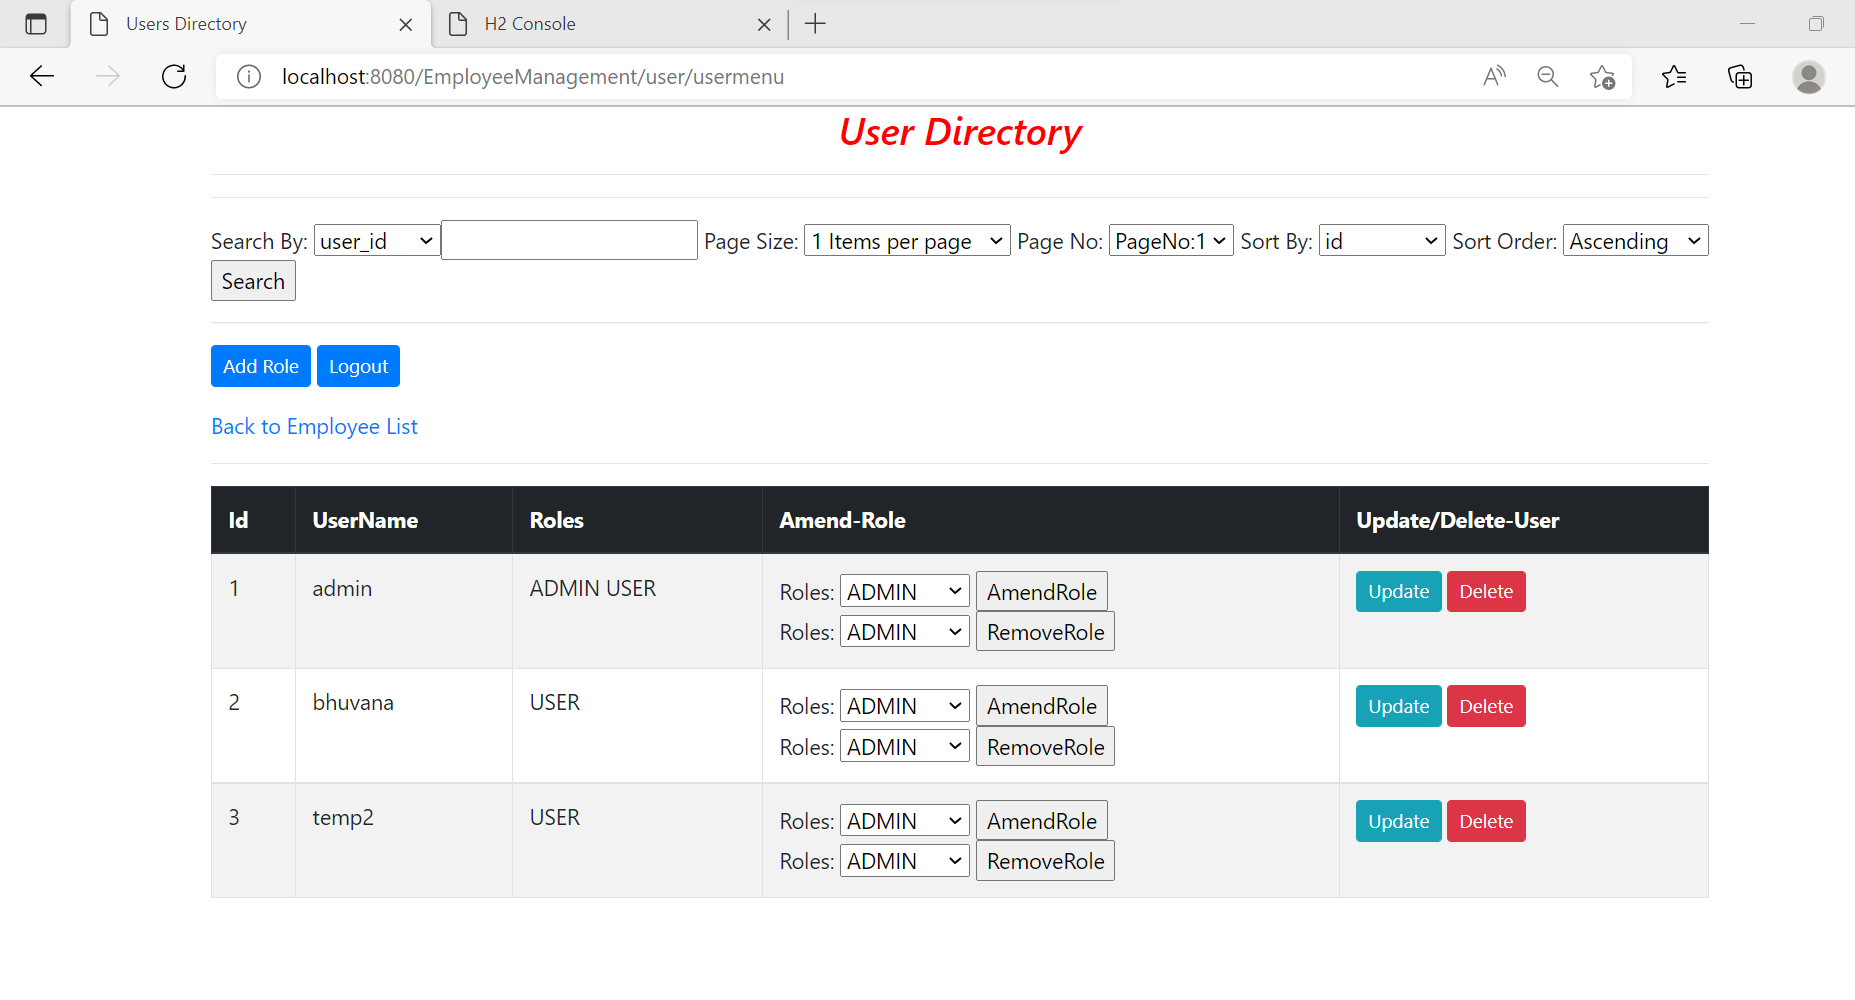 Users Directory
H2 Console
localhost:8080/EmployeeManagement/user/usermenu
User Directory
Search By: user_id Page Size: 1 Items per page Page No: PageNo:1 Sort By: id Sort Order: Ascending
Search
Add Role Logout
Back to Employee List
Id UserName Roles Amend-Role Update/Delete-User
1 admin ADMIN USER Roles: ADMIN AmendRole Update Delete
Roles: ADMIN RemoveRole
2 bhuvana USER Roles: ADMIN AmendRole Update Delete
Roles: ADMIN RemoveRole
3 temp2 USER Roles: ADMIN AmendRole Update Delete
Roles: ADMIN RemoveRole